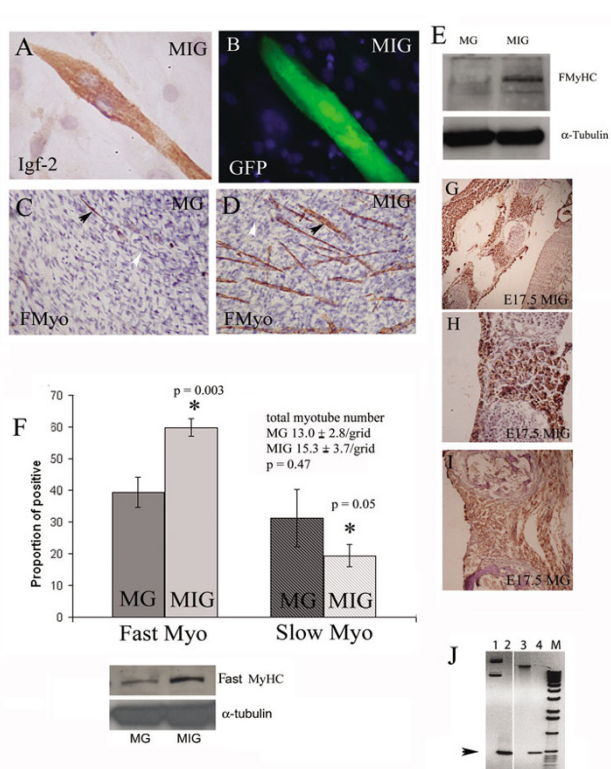 A MIG
Igf-2
B MIG
GFP
C MG
FMyo
D MIG
FMyo
E MG MIG
FMyHC
α-Tubulin
G
E17.5 MIG
H
E17.5 MIG
I
E17.5 MG
F
Proportion of positive
70
60
50
40
30
20
10
0
p = 0.003
*
total myotube number
MG 13.0 ± 2.8/grid
MIG 15.3 ± 3.7/grid
p = 0.47
p = 0.05
*
MG MIG MG MIG
Fast Myo Slow Myo
Fast MyHC
α-tubulin
MG MIG
J
1 2 3 4 M